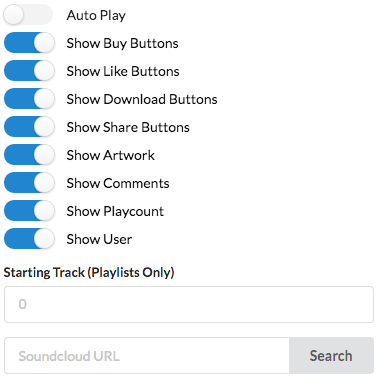 Auto Play
Show Buy Buttons
Show Like Buttons
Show Download Buttons
Show Share Buttons
Show Artwork
Show Comments
Show Playcount
Show User
Starting Track (Playlists Only)
0
Soundcloud URL Search